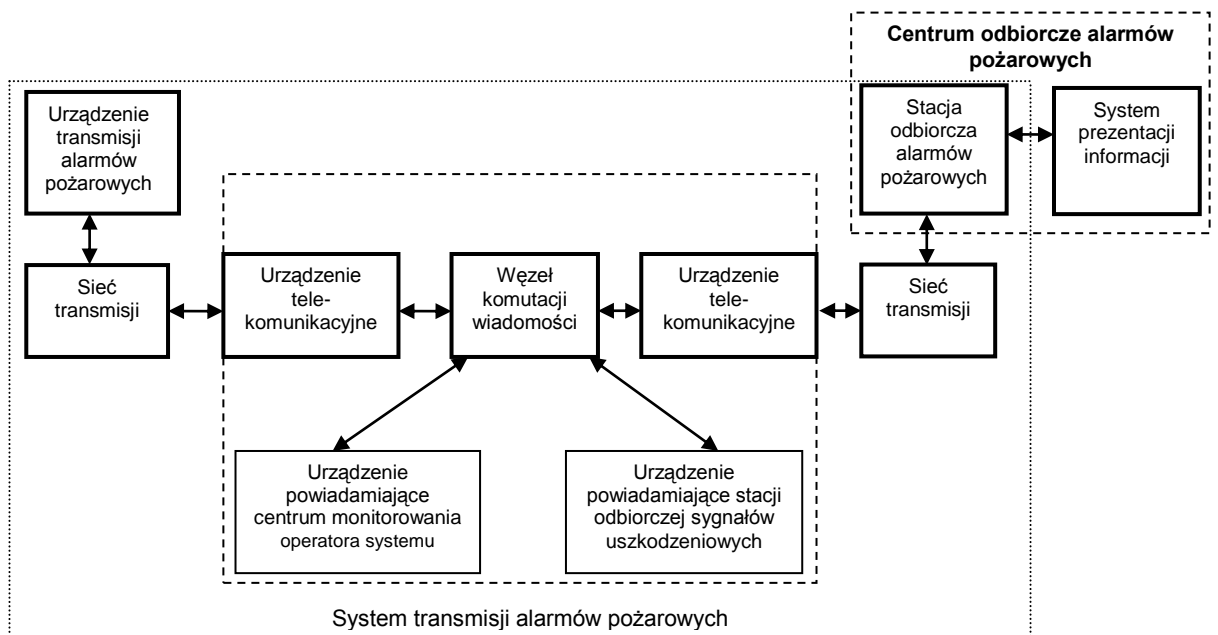 Centrum odbiorcze alarmów
pożarowych
Urządzenie
transmisji
alarmów
pożarowych
Stacja
odbiorcza
alarmów
pożarowych
System
prezentacji
informacji
Sieć
transmisji
Urządzenie
tele-
komunikacyjne
Węzeł
komutacji
wiadomości
Urządzenie
tele-
komunikacyjne
Sieć
transmisji
Urządzenie
powiadamiające
centrum monitorowania
operatora systemu
Urządzenie
powiadamiające stacji
odbiorczej sygnałów
uszkodzeniowych
System transmisji alarmów pożarowych